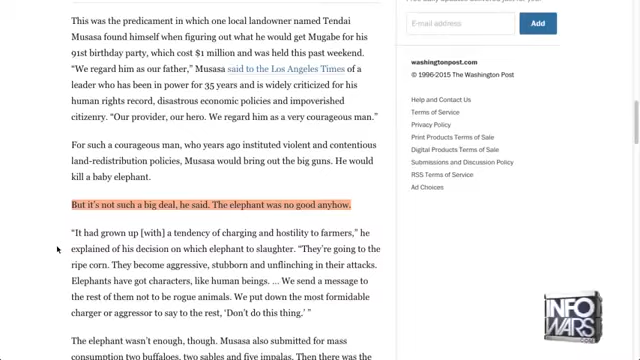 This was the predicament in which one local landowner named Tendai
Musasa found himself when figuring out what he would get Mugabe for his
91st birthday party, which cost $1 million and was held this past weekend.
“We regard him as our father,” Musasa said to the Los Angeles Times of a
leader who has been in power for 35 years and is widely criticized for his
human rights record, disastrous economic policies and impoverished
citizenry. “Our provider, our hero. We regard him as a very courageous man.”
For such a courageous man, who years ago instituted violent and contentious
land-redistribution policies, Musasa would bring out the big guns. He would
kill a baby elephant.
But it’s not such a big deal, he said. The elephant was no good anyhow.
“It had grown up [with] a tendency of charging and hostility to farmers,” he
explained of his decision on which elephant to slaughter. “They’re going to the
ripe corn. They become aggressive, stubborn and unflinching in their attacks.
Elephants have got characters, like human beings. … We send a message to
the rest of them not to be rogue animals. We put down the most formidable
charger or aggressor to say to the rest, ‘Don’t do this thing.’ ”
The elephant wasn’t enough, though. Musasa also submitted for mass
consumption two buffaloes, two sables and five impalas. Then there was the
E-mail address
Add
washingtonpost.com
© 1996-2015 The Washington Post
Help and Contact Us
Terms of Service
Privacy Policy
Print Products Terms of Sale
Digital Products Terms of Sale
Submissions and Discussion Policy
RSS Terms of Service
Ad Choices
INFO
WARS